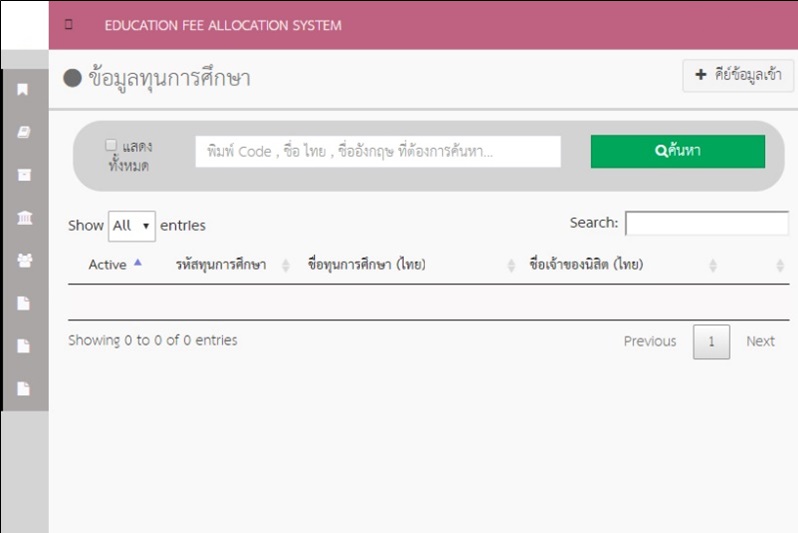 EDUCATION FEE ALLOCATION SYSTEM
ข้อมูลทุนการศึกษา
คีย์ข้อมูลเข้า
แสดง
ทั้งหมด
พิมพ์ Code , ชื่อ ไทย , ชื่ออังกฤษ ที่ต้องการค้นหา...
ค้นหา
Show All entries
Search:
Active รหัสทุนการศึกษา ชื่อทุนการศึกษา (ไทย) ชื่อเจ้าของนิสิต (ไทย)
Showing 0 to 0 of 0 entries
Previous 1 Next